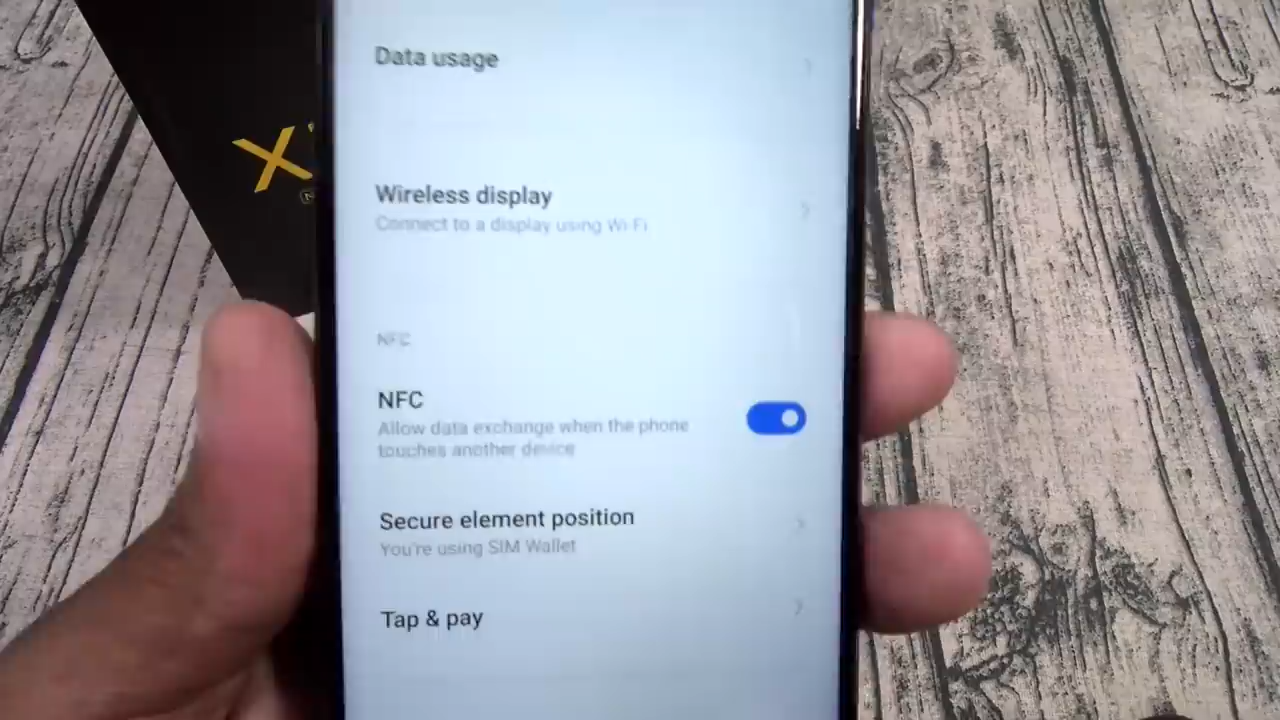 Data usage
Wireless display
Connect to a display using Wi Fi
NFC
NFC
Allow data exchange when the phone
touches another device
Secure element position
You're using SIM Wallet
Tap & pay
X